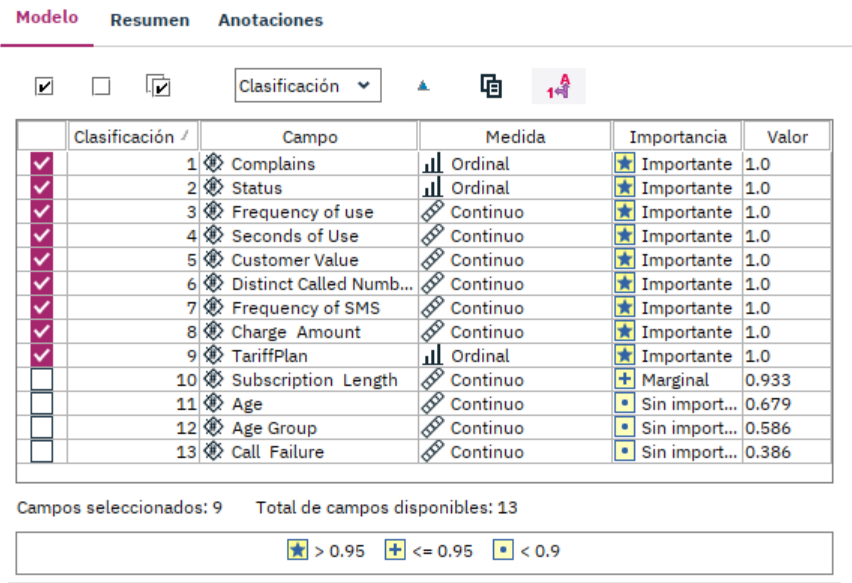 Modelo Resumen Anotaciones
Clasificación
Clasificación Campo Medida Importancia Valor
1 Complains Ordinal Importante 1.0
2 Status Ordinal Importante 1.0
3 Frequency of use Continuo Importante 1.0
4 Seconds of Use Continuo Importante 1.0
5 Customer Value Continuo Importante 1.0
6 Distinct Called Numb... Continuo Importante 1.0
7 Frequency of SMS Continuo Importante 1.0
8 Charge Amount Continuo Importante 1.0
9 TariffPlan Ordinal Importante 1.0
10 Subscription Length Continuo Marginal 0.933
11 Age Continuo Sin import... 0.679
12 Age Group Continuo Sin import... 0.586
13 Call Failure Continuo Sin import... 0.386
Campos seleccionados: 9 Total de campos disponibles: 13
> 0.95 <= 0.95 < 0.9